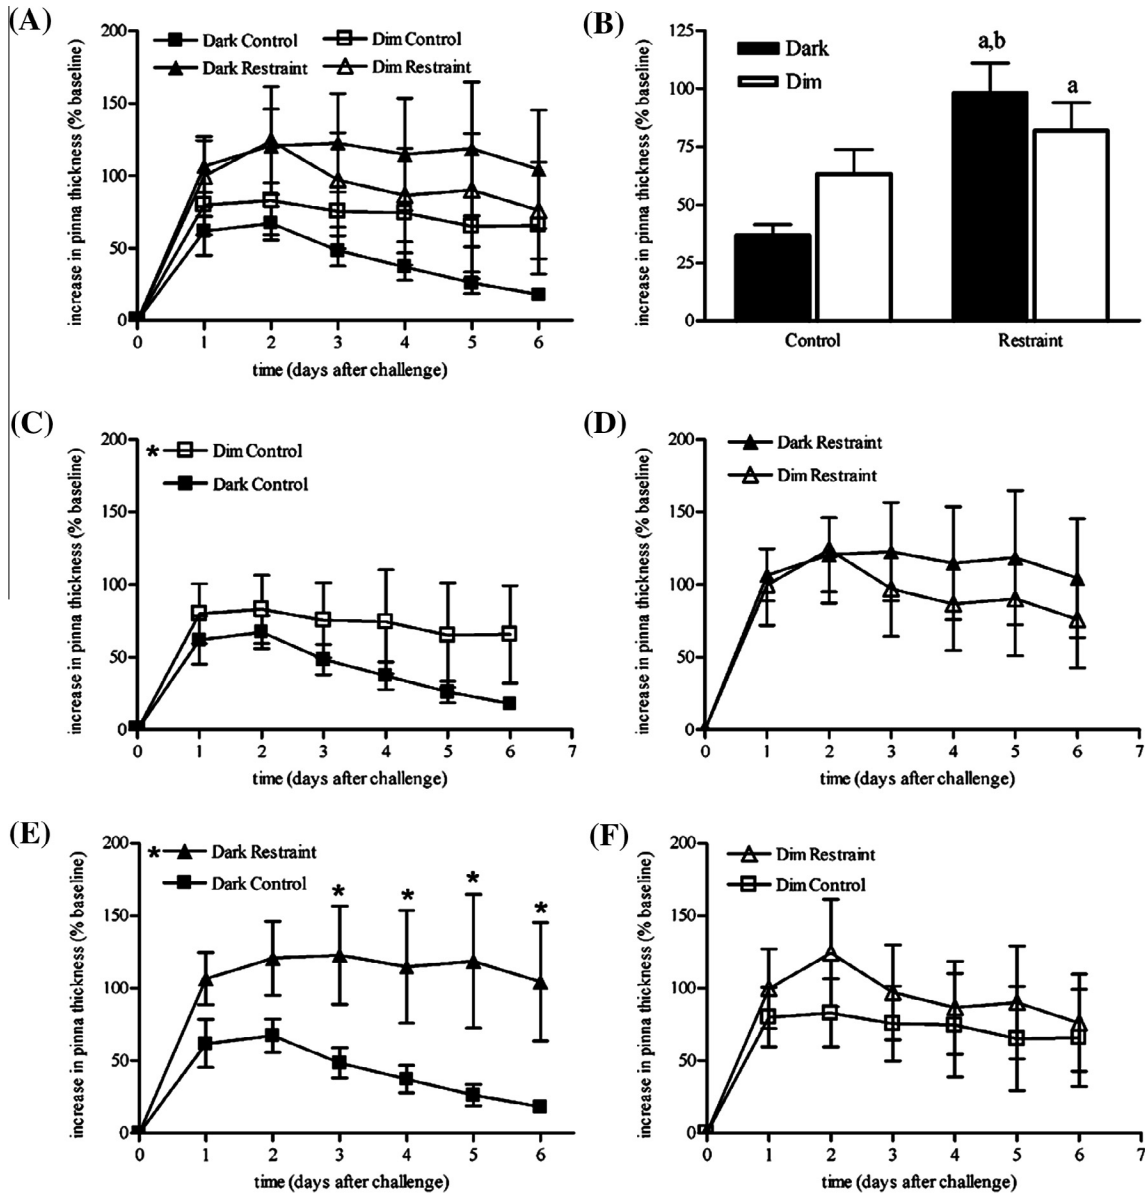 (A)
increase in pinna thickness (% baseline)
200
150
100
50
0
Dark Control
Dim Control
Dark Restraint
Dim Restraint
0 1 2 3 4 5 6
time (days after challenge)
(B)
increase in pinna thickness (% baseline)
125
100
75
50
25
0
Dark
Dim
a,b
a
Control
Restraint
(C)
increase in pinna thickness (% baseline)
200
150
100
50
0
* Dim Control
Dark Control
0 1 2 3 4 5 6 7
time (days after challenge)
(D)
increase in pinna thickness (% baseline)
200
150
100
50
0
Dark Restraint
Dim Restraint
0 1 2 3 4 5 6 7
time (days after challenge)
(E)
increase in pinna thickness (% baseline)
200
150
100
50
0
* Dark Restraint
Dark Control
* * * *
0 1 2 3 4 5 6
time (days after challenge)
(F)
increase in pinna thickness (% baseline)
200
150
100
50
0
Dim Restraint
Dim Control
0 1 2 3 4 5 6 7
time (days after challenge)